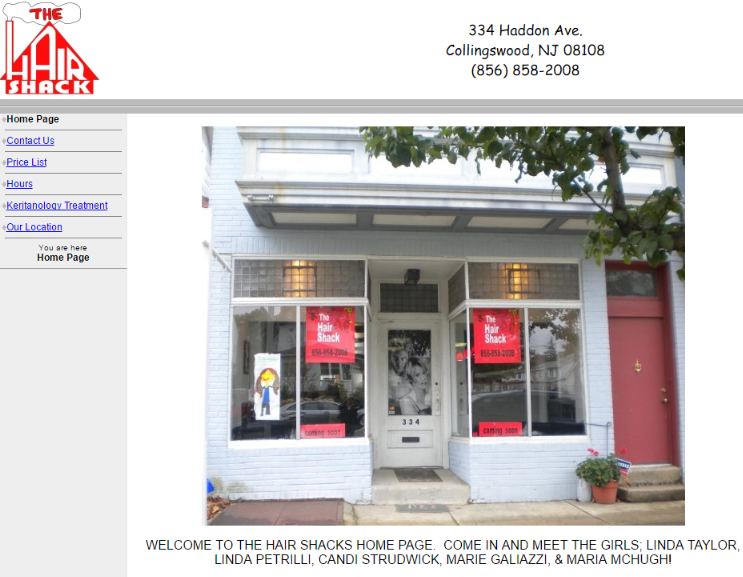 THE
HAIR
SHACK
334 Haddon Ave.
Collingswood, NJ 08108
(856) 858-2008
Home Page
Contact Us
Price List
Hours
Keritanology Treatment
Our Location
You are here
Home Page
The
Hair
Shack
856-858-2008
The
Hair
Shack
856-858-2008
334
coming soon
coming soon
WELCOME TO THE HAIR SHACKS HOME PAGE. COME IN AND MEET THE GIRLS; LINDA TAYLOR,
LINDA PETRILLI, CANDI STRUDWICK, MARIE GALIAZZI, & MARIA MCHUGH!